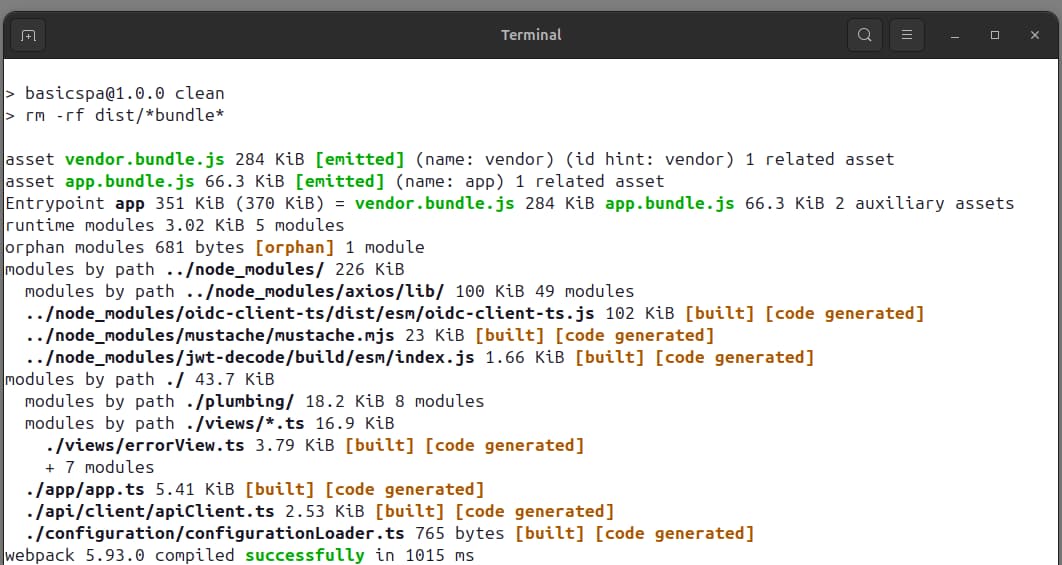 Terminal
> basicspa@1.0.0 clean
> rm -rf dist/*bundle*
asset vendor.bundle.js 284 KiB [emitted] (name: vendor) (id hint: vendor) 1 related asset
asset app.bundle.js 66.3 KiB [emitted] (name: app) 1 related asset
Entrypoint app 351 KiB (370 KiB) = vendor.bundle.js 284 KiB app.bundle.js 66.3 KiB 2 auxiliary assets
runtime modules 3.02 KiB 5 modules
orphan modules 681 bytes [orphan] 1 module
modules by path ../node_modules/ 226 KiB
  modules by path ../node_modules/axios/lib/ 100 KiB 49 modules
  ../node_modules/oidc-client-ts/dist/esm/oidc-client-ts.js 102 KiB [built] [code generated]
  ../node_modules/mustache/mustache.mjs 23 KiB [built] [code generated]
  ../node_modules/jwt-decode/build/esm/index.js 1.66 KiB [built] [code generated]
modules by path ./ 43.7 KiB
  modules by path ./plumbing/ 18.2 KiB 8 modules
  modules by path ./views/*.ts 16.9 KiB
    ./views/errorView.ts 3.79 KiB [built] [code generated]
    + 7 modules
  ./app/app.ts 5.41 KiB [built] [code generated]
  ./api/client/apiClient.ts 2.53 KiB [built] [code generated]
  ./configuration/configurationLoader.ts 765 bytes [built] [code generated]
webpack 5.93.0 compiled successfully in 1015 ms